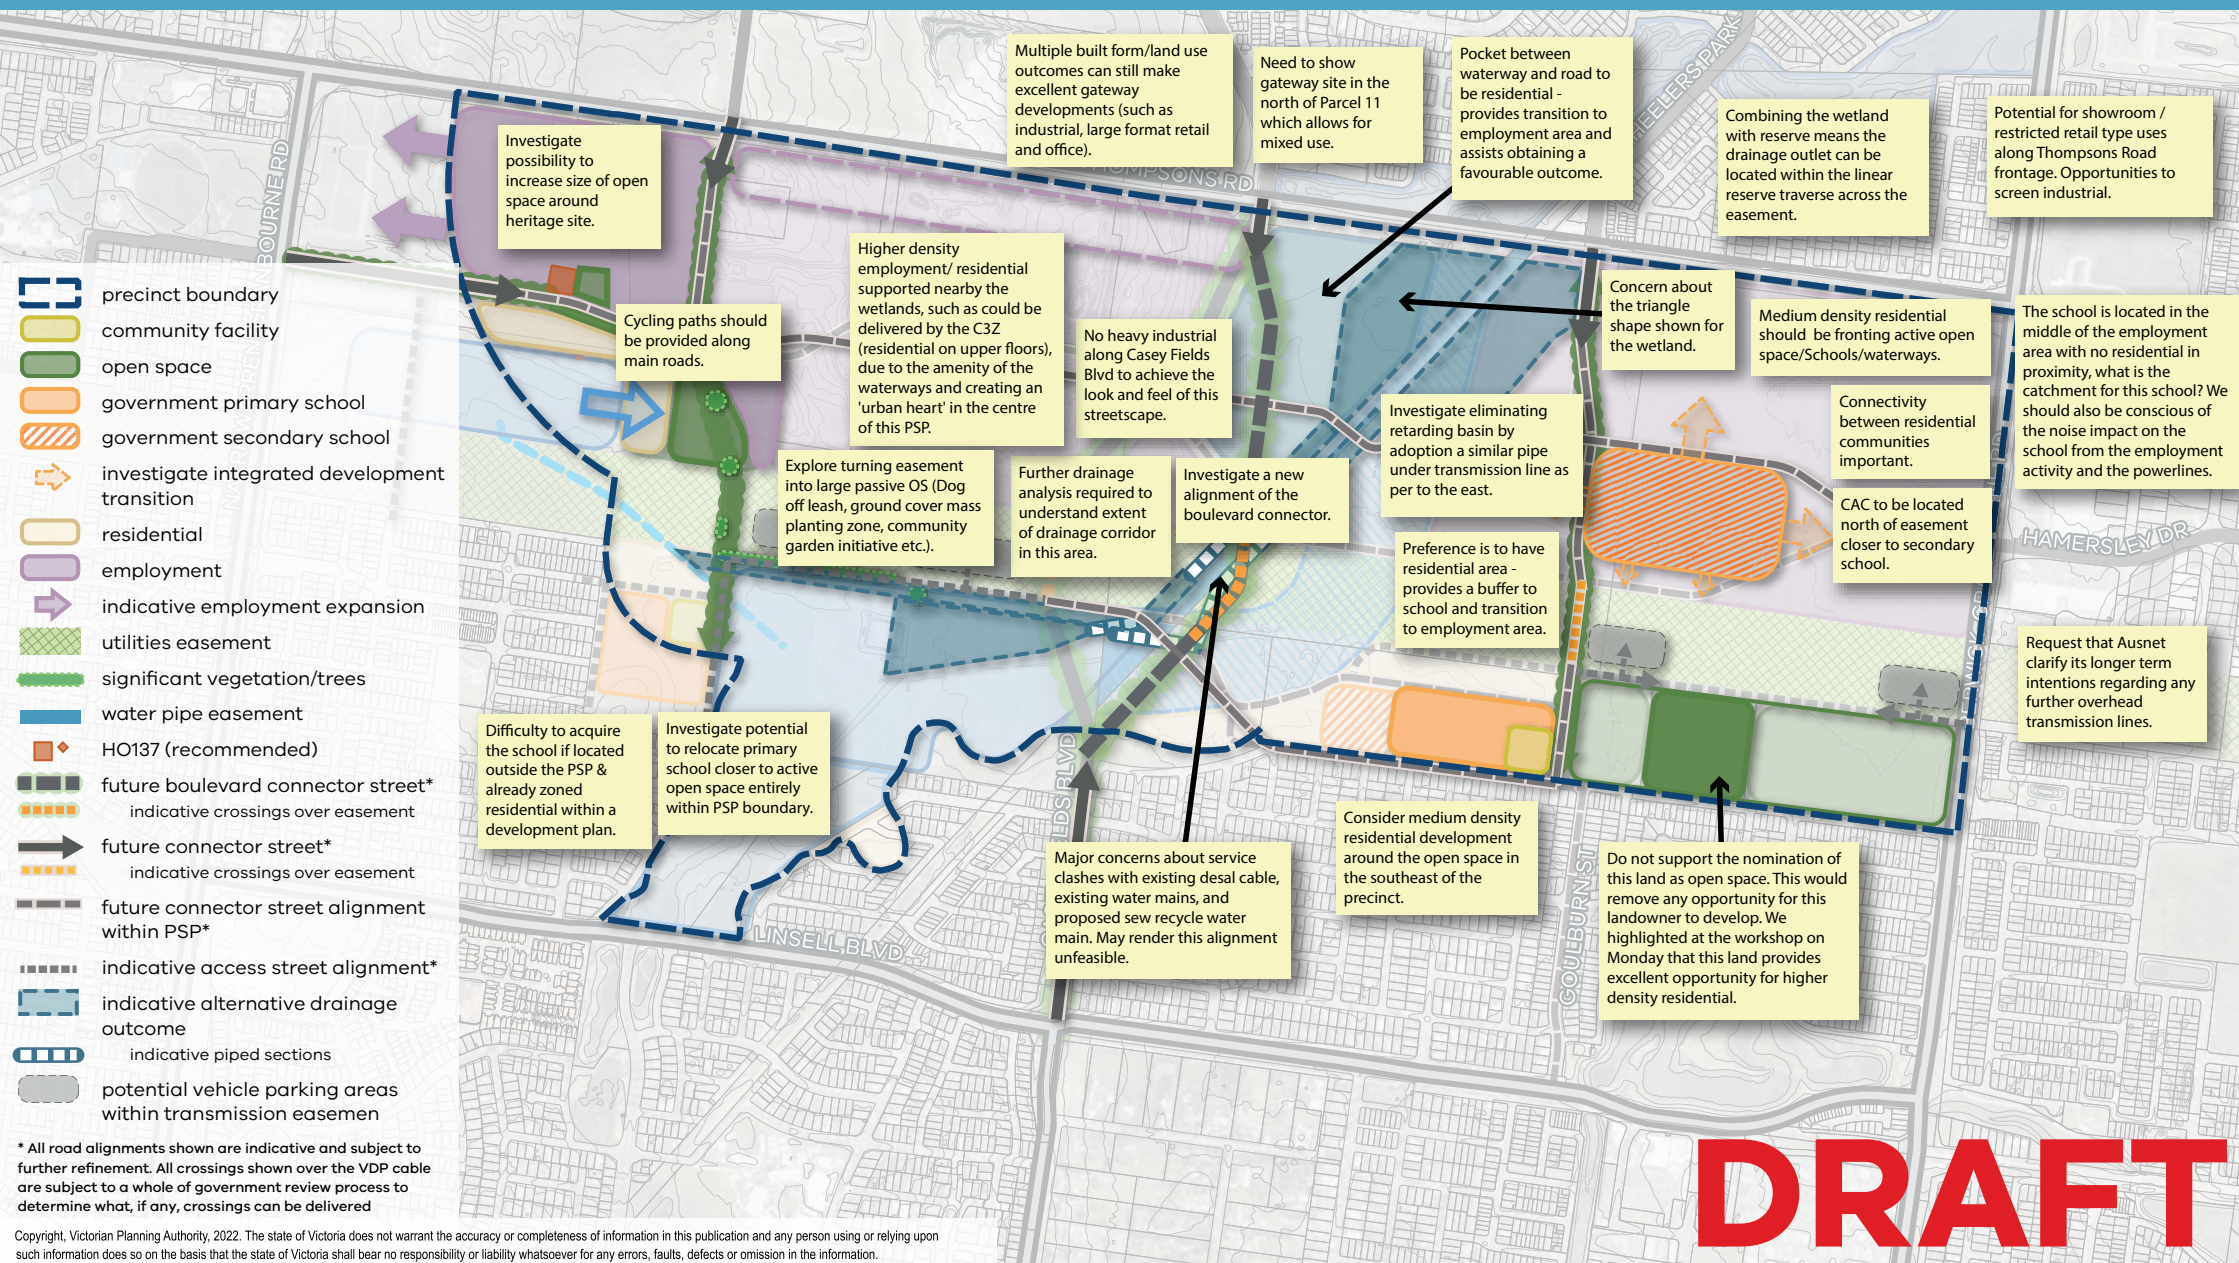 Multiple built form/land use
outcomes can still make
excellent gateway
developments (such as
industrial, large format retail
and office).
Need to show
gateway site in the
north of Parcel 11
which allows for
mixed use.
Pocket between
waterway and road to
be residential -
provides transition to
employment area and
assists obtaining a
favourable outcome.
Combining the wetland
with reserve means the
drainage outlet can be
located within the linear
reserve traverse across the
easement.
Potential for showroom /
restricted retail type uses
along Thompsons Road
frontage. Opportunities to
screen industrial.
Investigate
possibility to
increase size of open
space around
heritage site.
Higher density
employment/ residential
supported nearby the
wetlands, such as could be
delivered by the C3Z
(residential on upper floors),
due to the amenity of the
waterways and creating an
'urban heart' in the centre
of this PSP.
Cycling paths should
be provided along
main roads.
No heavy industrial
along Casey Fields
Blvd to achieve the
look and feel of this
streetscape.
Concern about
the triangle
shape shown for
the wetland.
Medium density residential
should be fronting active open
space/Schools/waterways.
The school is located in the
middle of the employment
area with no residential in
proximity, what is the
catchment for this school? We
should also be conscious of
the noise impact on the
school from the employment
activity and the powerlines.
Connectivity
between residential
communities
important.
Investigate eliminating
retarding basin by
adoption a similar pipe
under transmission line as
per to the east.
Explore turning easement
into large passive OS (Dog
off leash, ground cover mass
planting zone, community
garden initiative etc.).
Further drainage
analysis required to
understand extent
of drainage corridor
in this area.
Investigate a new
alignment of the
boulevard connector.
CAC to be located
north of easement
closer to secondary
school.
Preference is to have
residential area -
provides a buffer to
school and transition
to employment area.
Request that Ausnet
clarify its longer term
intentions regarding any
further overhead
transmission lines.
Difficulty to acquire
the school if located
outside the PSP &
already zoned
residential within a
development plan.
Investigate potential
to relocate primary
school closer to active
open space entirely
within PSP boundary.
Major concerns about service
clashes with existing desal cable,
existing water mains, and
proposed sew recycle water
main. May render this alignment
unfeasible.
Consider medium density
residential development
around the open space in
the southeast of the
precinct.
Do not support the nomination of
this land as open space. This would
remove any opportunity for this
landowner to develop. We
highlighted at the workshop on
Monday that this land provides
excellent opportunity for higher
density residential.
HAMERSLEY DR
LINSELL BLVD
GOULBURN ST
precinct boundary
community facility
open space
government primary school
government secondary school
investigate integrated development
transition
residential
employment
indicative employment expansion
utilities easement
significant vegetation/trees
water pipe easement
HO137 (recommended)
future boulevard connector street*
indicative crossings over easement
future connector street*
indicative crossings over easement
future connector street alignment
within PSP*
indicative access street alignment*
indicative alternative drainage
outcome
indicative piped sections
potential vehicle parking areas
within transmission easemen
* All road alignments shown are indicative and subject to
further refinement. All crossings shown over the VDP cable
are subject to a whole of government review process to
determine what, if any, crossings can be delivered
Copyright, Victorian Planning Authority, 2022. The state of Victoria does not warrant the accuracy or completeness of information in this publication and any person using or relying upon
such information does so on the basis that the state of Victoria shall bear no responsibility or liability whatsoever for any errors, faults, defects or omission in the information.
DRAFT